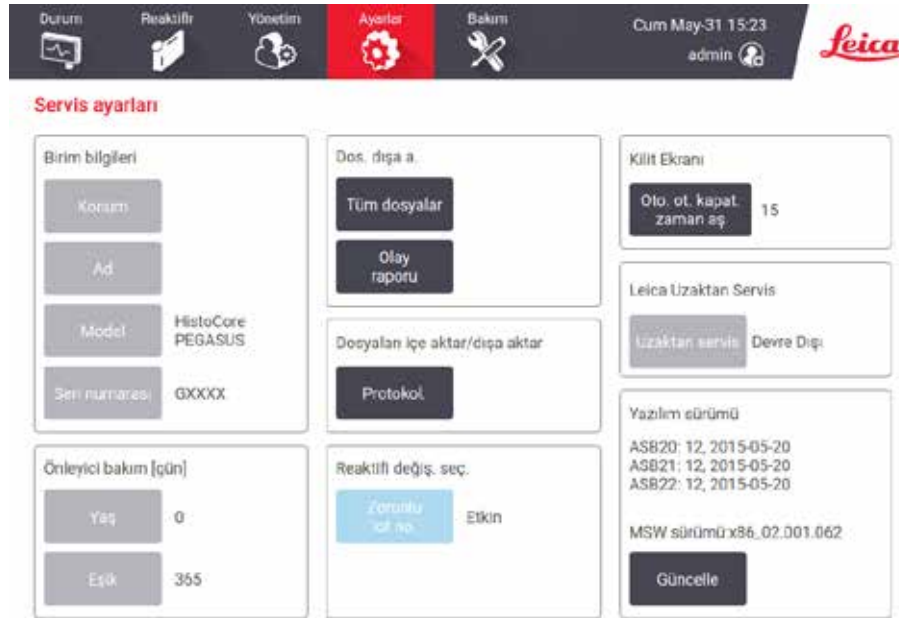 Durum
Reaktifir
Yönetim
Ayarlar
Bakım
Cum May-31 15:23
admin
Leica
Servis ayarları
Birim bilgileri
Konum
Ad
Model
HistoCore
PEGASUS
Seri numarası
GXXXX
Önleyici bakım [gün]
Yaş
0
Eşik
365
Dos. dışa a.
Tüm dosyalar
Olay
raporu
Dosyaları içe aktar/dışa aktar
Protokol
Reaktifi değiş. seç.
Zorunlu
lot no.
Etkin
Kilit Ekranı
Oto. ot. kapat.
zaman aş
15
Leica Uzaktan Servis
Uzaktan servis
Devre Dışı
Yazılım sürümü
ASB20: 12, 2015-05-20
ASB21: 12, 2015-05-20
ASB22: 12, 2015-05-20
MSW sürümü:x86_02.001.062
Güncelle